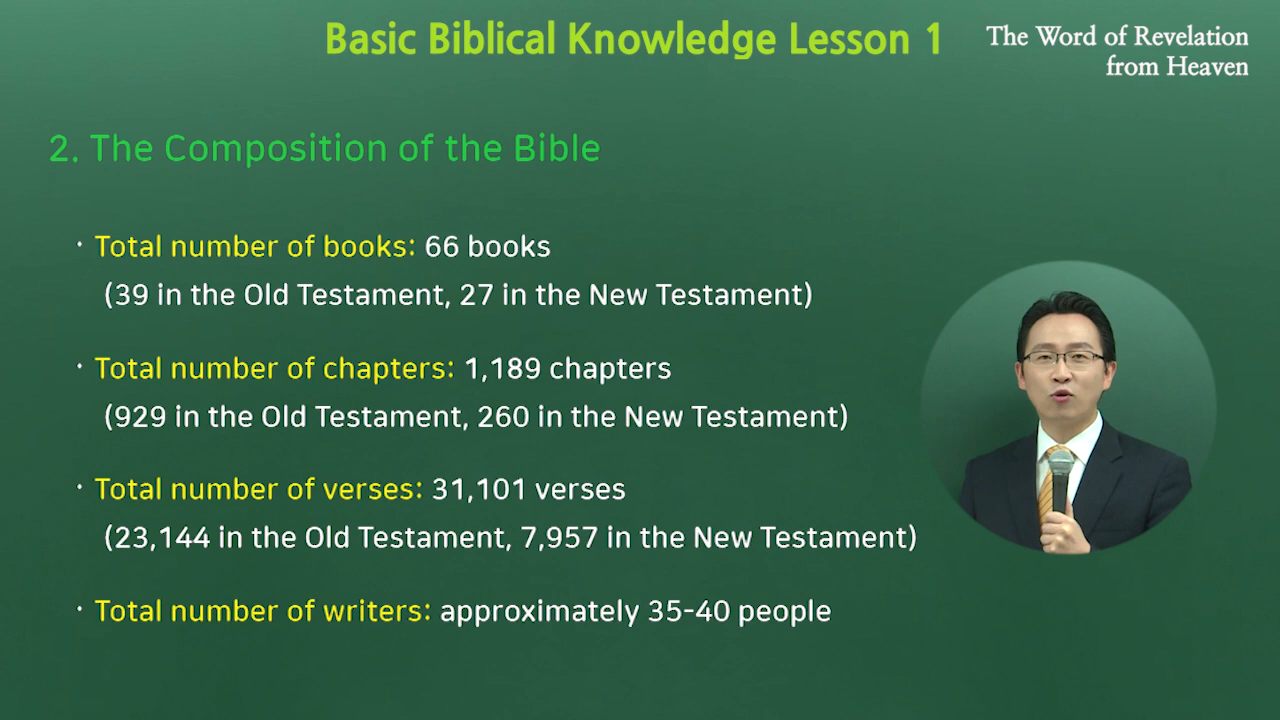 Basic Biblical Knowledge Lesson 1
The Word of Revelation
from Heaven
2. The Composition of the Bible
· Total number of books: 66 books
(39 in the Old Testament, 27 in the New Testament)
· Total number of chapters: 1,189 chapters
(929 in the Old Testament, 260 in the New Testament)
· Total number of verses: 31,101 verses
(23,144 in the Old Testament, 7,957 in the New Testament)
· Total number of writers: approximately 35-40 people